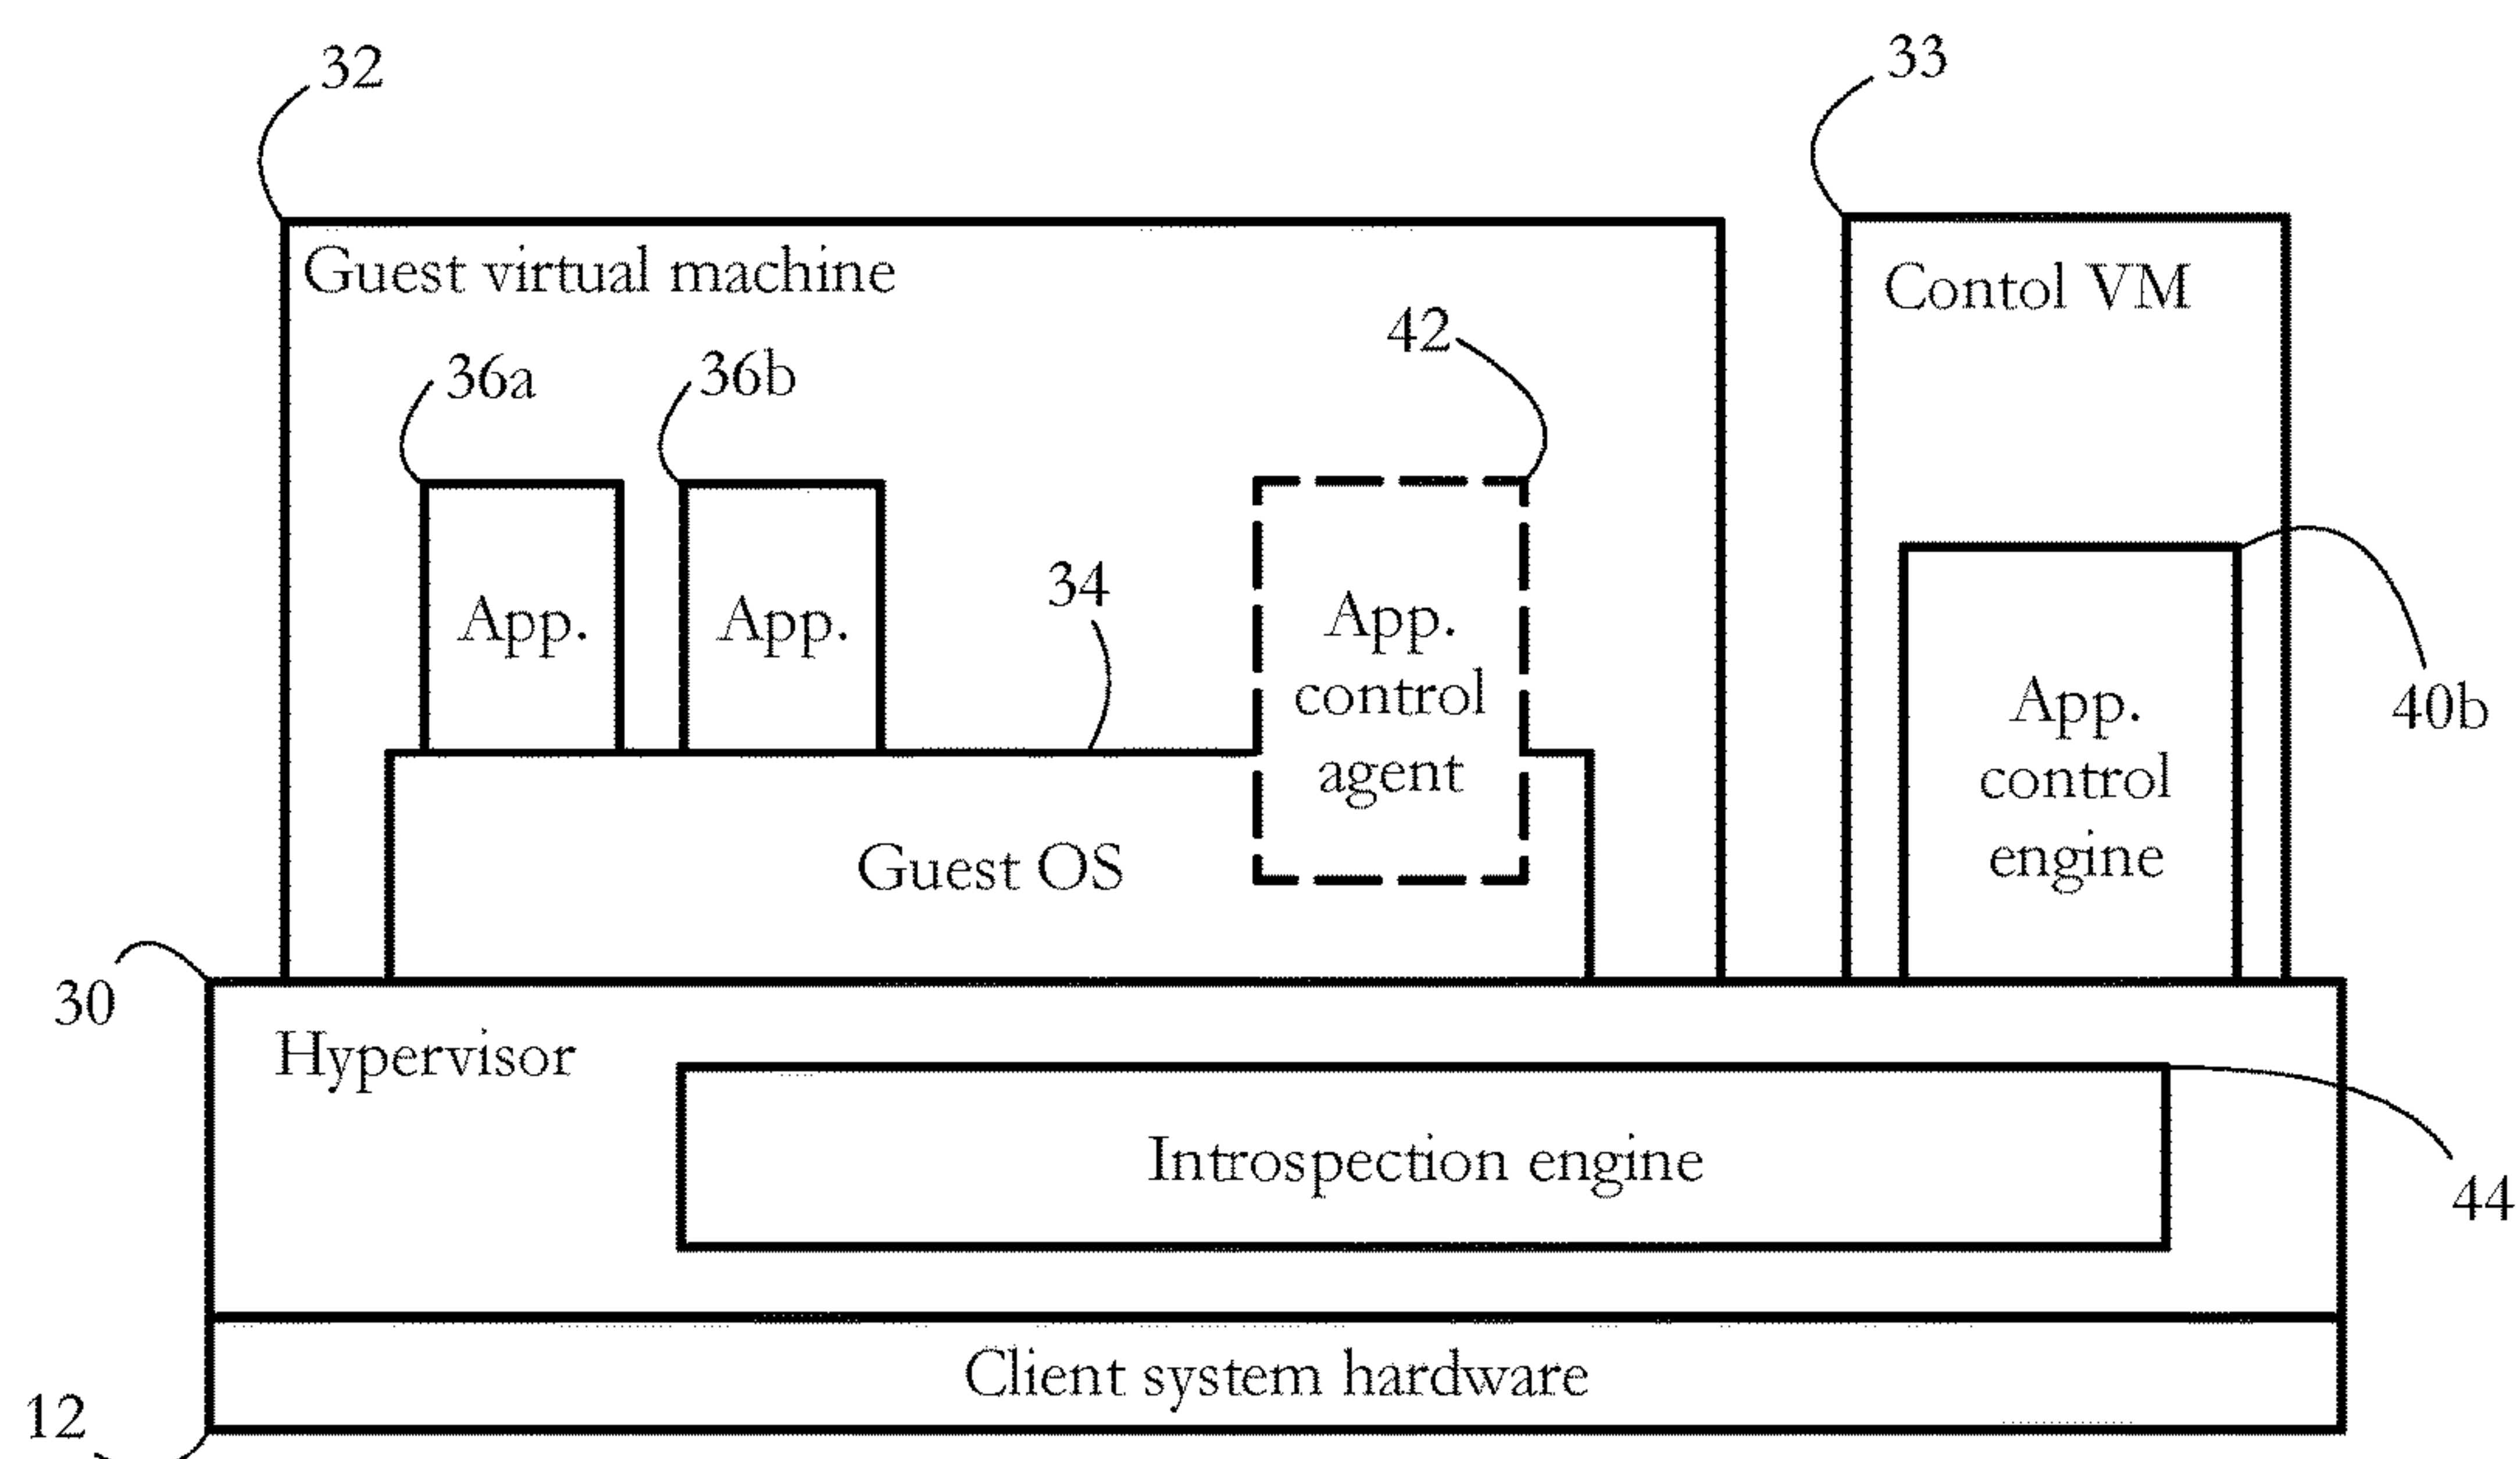 32
33
Guest virtual machine
Contol VM
42
36a
36b
34
App.
App.
App.
control
agent
App.
control
engine
40b
Guest OS
30
Hypervisor
Introspection engine
44
Client system hardware
12